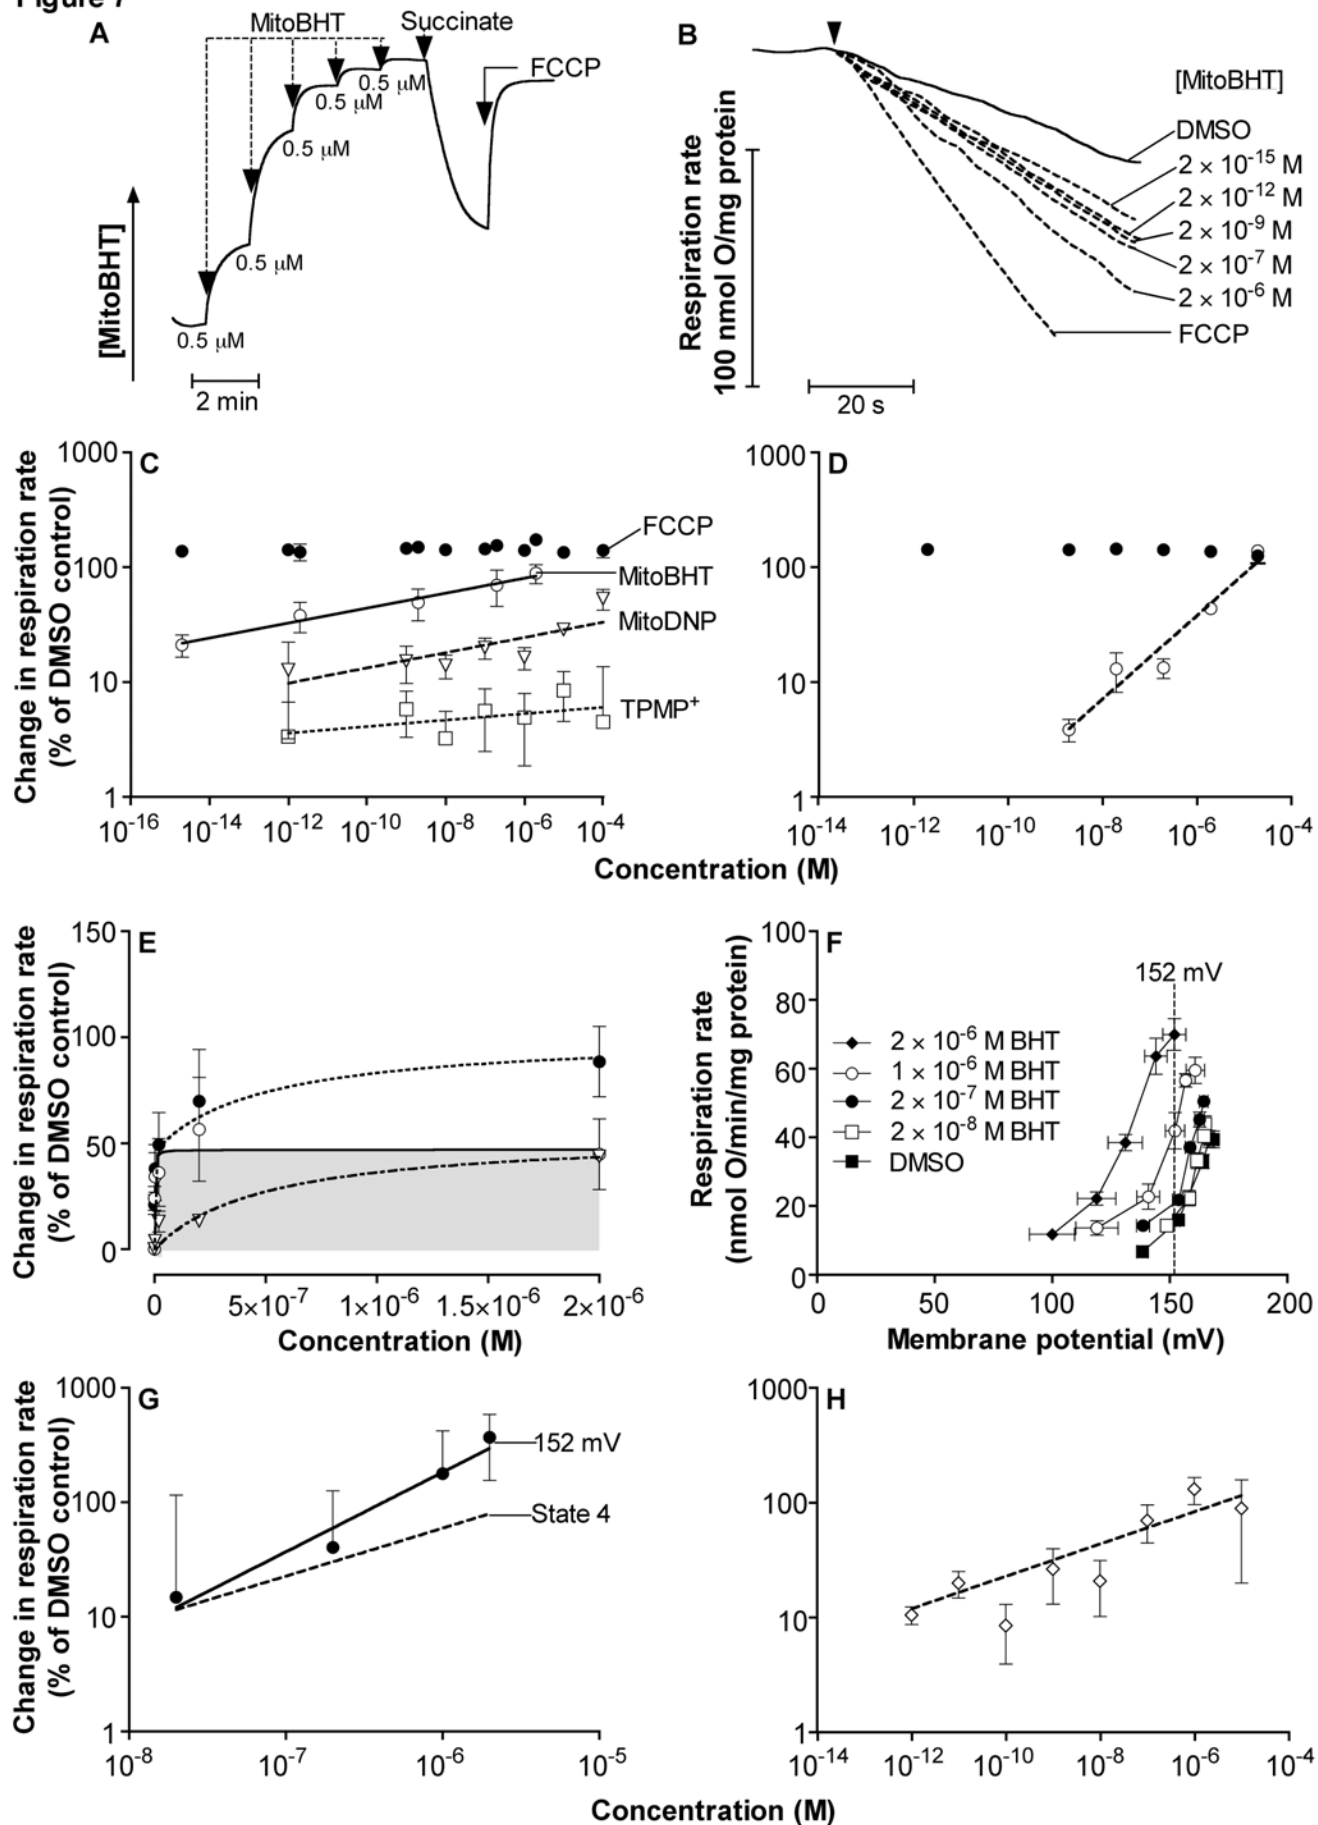 Figure 7
A
MitoBHT
Succinate
FCCP
0.5 μM
0.5 μM
0.5 μM
0.5 μM
0.5 μM
[MitoBHT]
2 min
B
[MitoBHT]
DMSO
2 × 10⁻¹⁵ M
2 × 10⁻¹² M
2 × 10⁻⁹ M
2 × 10⁻⁷ M
2 × 10⁻⁶ M
FCCP
Respiration rate
100 nmol O/mg protein
20 s
C
Change in respiration rate
(% of DMSO control)
1000
100
10
1
FCCP
MitoBHT
MitoDNP
TPMP⁺
10⁻¹⁶ 10⁻¹⁴ 10⁻¹² 10⁻¹⁰ 10⁻⁸ 10⁻⁶ 10⁻⁴
D
1000
100
10
1
10⁻¹⁴ 10⁻¹² 10⁻¹⁰ 10⁻⁸ 10⁻⁶ 10⁻⁴
Concentration (M)
E
Change in respiration rate
(% of DMSO control)
150
100
50
0
0 5×10⁻⁷ 1×10⁻⁶ 1.5×10⁻⁶ 2×10⁻⁶
Concentration (M)
F
Respiration rate
(nmol O/min/mg protein)
100
80
60
40
20
0
152 mV
2 × 10⁻⁶ M BHT
1 × 10⁻⁶ M BHT
2 × 10⁻⁷ M BHT
2 × 10⁻⁸ M BHT
DMSO
0 50 100 150 200
Membrane potential (mV)
G
Change in respiration rate
(% of DMSO control)
1000
100
10
1
152 mV
State 4
10⁻⁸ 10⁻⁷ 10⁻⁶ 10⁻⁵
H
1000
100
10
1
10⁻¹⁴ 10⁻¹² 10⁻¹⁰ 10⁻⁸ 10⁻⁶ 10⁻⁴
Concentration (M)